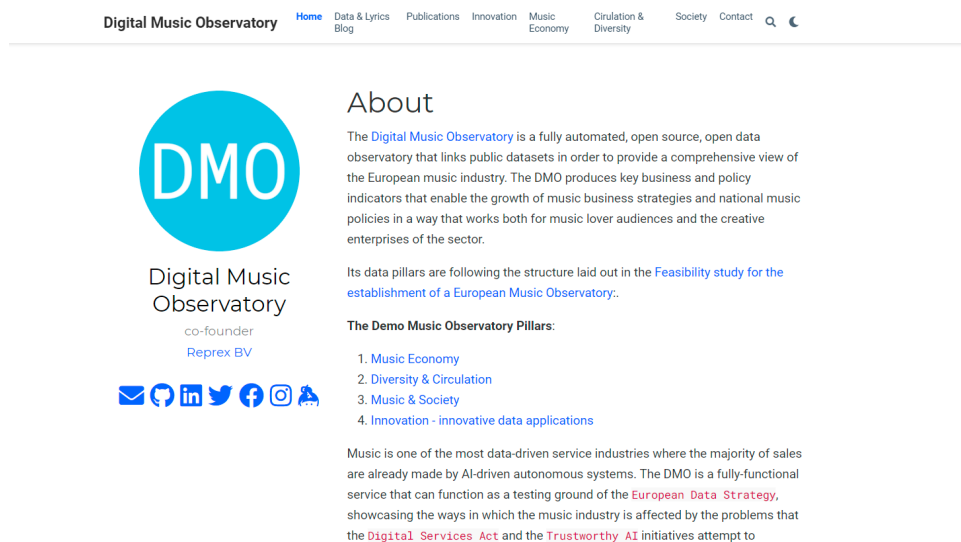 Digital Music Observatory
Home
Data & Lyrics
Blog
Publications
Innovation
Music
Economy
Cirulation &
Diversity
Society
Contact
DMO
Digital Music
Observatory
co-founder
Reprex BV
About
The Digital Music Observatory is a fully automated, open source, open data
observatory that links public datasets in order to provide a comprehensive view of
the European music industry. The DMO produces key business and policy
indicators that enable the growth of music business strategies and national music
policies in a way that works both for music lover audiences and the creative
enterprises of the sector.
Its data pillars are following the structure laid out in the Feasibility study for the
establishment of a European Music Observatory:.
The Demo Music Observatory Pillars:
1. Music Economy
2. Diversity & Circulation
3. Music & Society
4. Innovation - innovative data applications
Music is one of the most data-driven service industries where the majority of sales
are already made by AI-driven autonomous systems. The DMO is a fully-functional
service that can function as a testing ground of the European Data Strategy,
showcasing the ways in which the music industry is affected by the problems that
the Digital Services Act and the Trustworthy AI initiatives attempt to